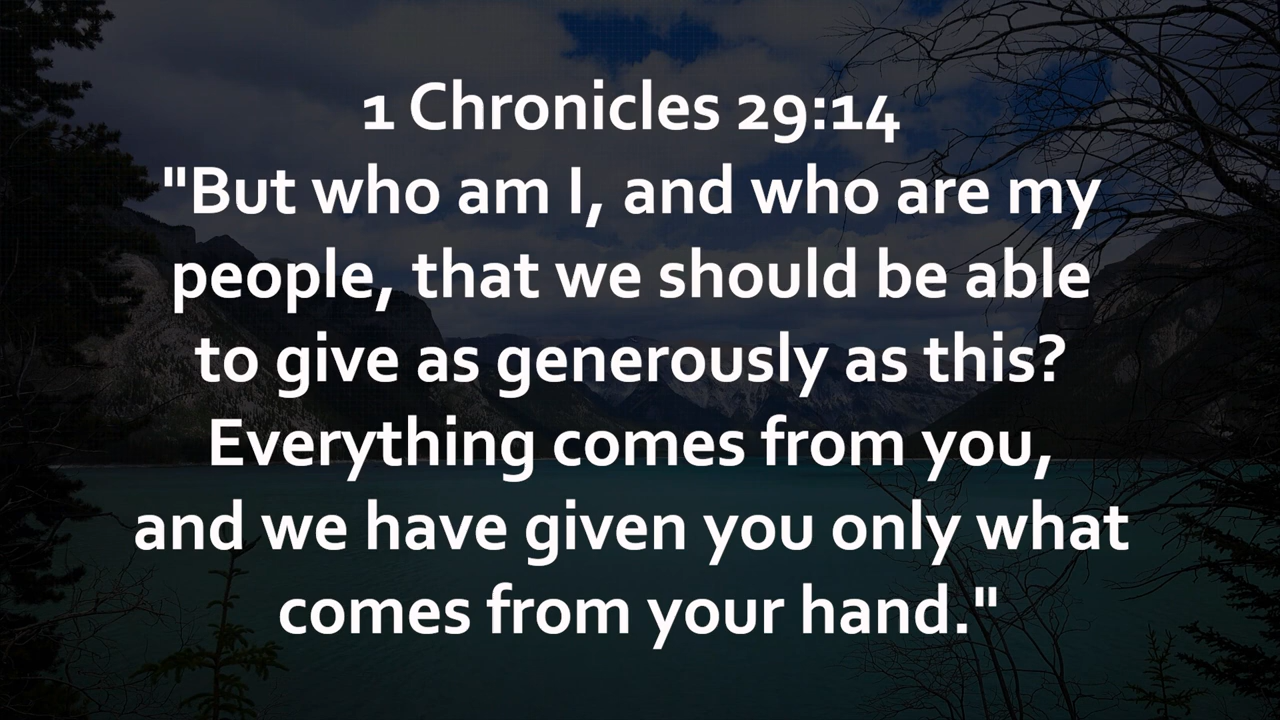 1 Chronicles 29:14
"But who am I, and who are my
people, that we should be able
to give as generously as this?
Everything comes from you,
and we have given you only what
comes from your hand."